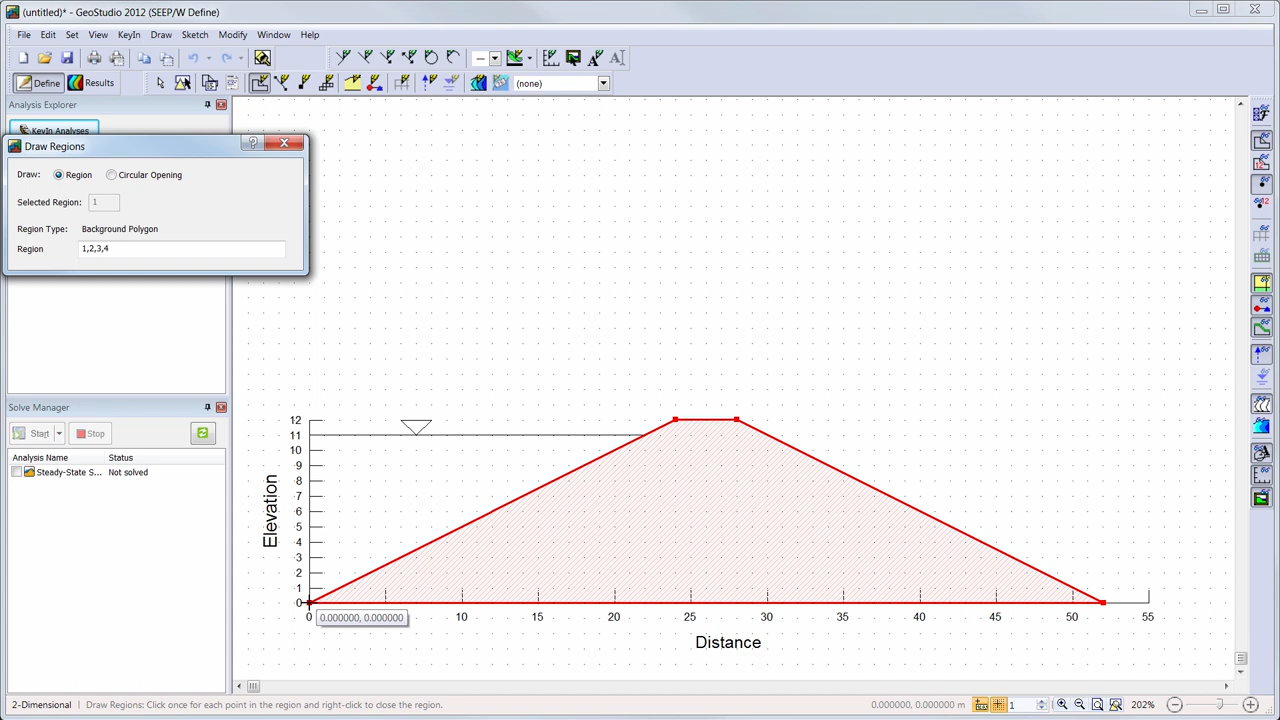 (untitled)* - GeoStudio 2012 (SEEP/W Define)
File Edit Set View KeyIn Draw Sketch Modify Window Help
Define Results (none)
Analysis Explorer
KeyIn Analyses
Draw Regions
Draw: Region Circular Opening
Selected Region: 1
Region Type: Background Polygon
Region 1,2,3,4
Solve Manager
Start Stop
Analysis Name Status
Steady-State S... Not solved
12
11
10
9
8
7
6
5
4
3
2
1
0
Elevation
0 10 15 20 25 30 35 40 45 50 55
0.000000, 0.000000
Distance
2-Dimensional Draw Regions: Click once for each point in the region and right-click to close the region. 0.000000, 0.000000 m 1 202%